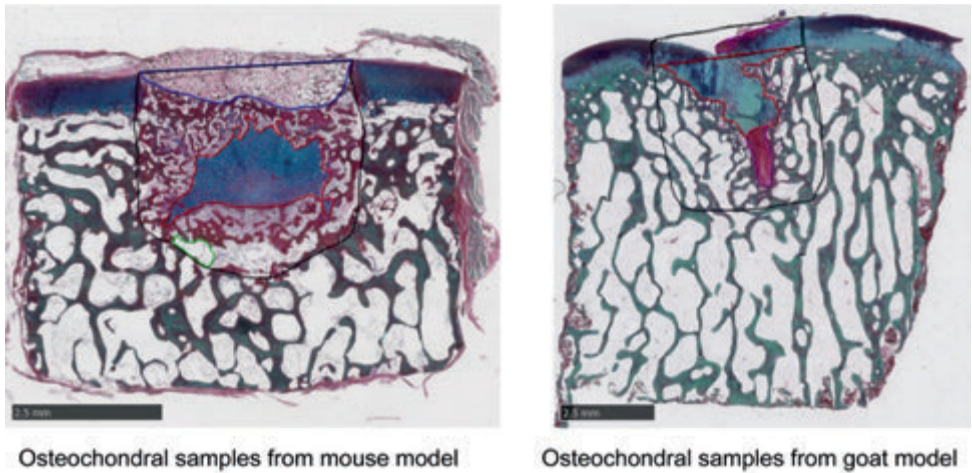 2.5 mm
2.5 mm
Osteochondral samples from mouse model
Osteochondral samples from goat model